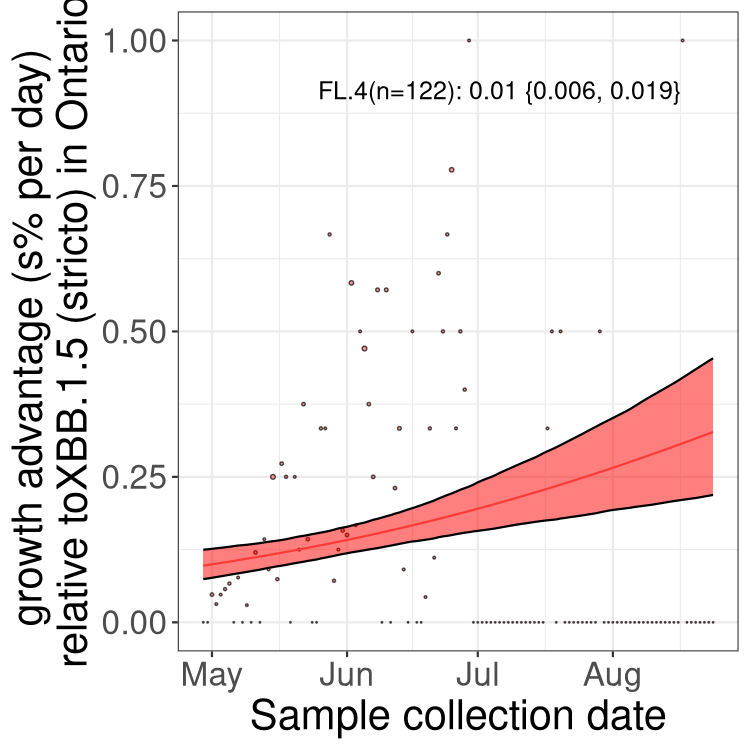 growth advantage (s% per day)
relative toXBB.1.5 (stricto) in Ontario
1.00
0.75
0.50
0.25
0.00
FL.4(n=122): 0.01 {0.006, 0.019}
May Jun Jul Aug
Sample collection date